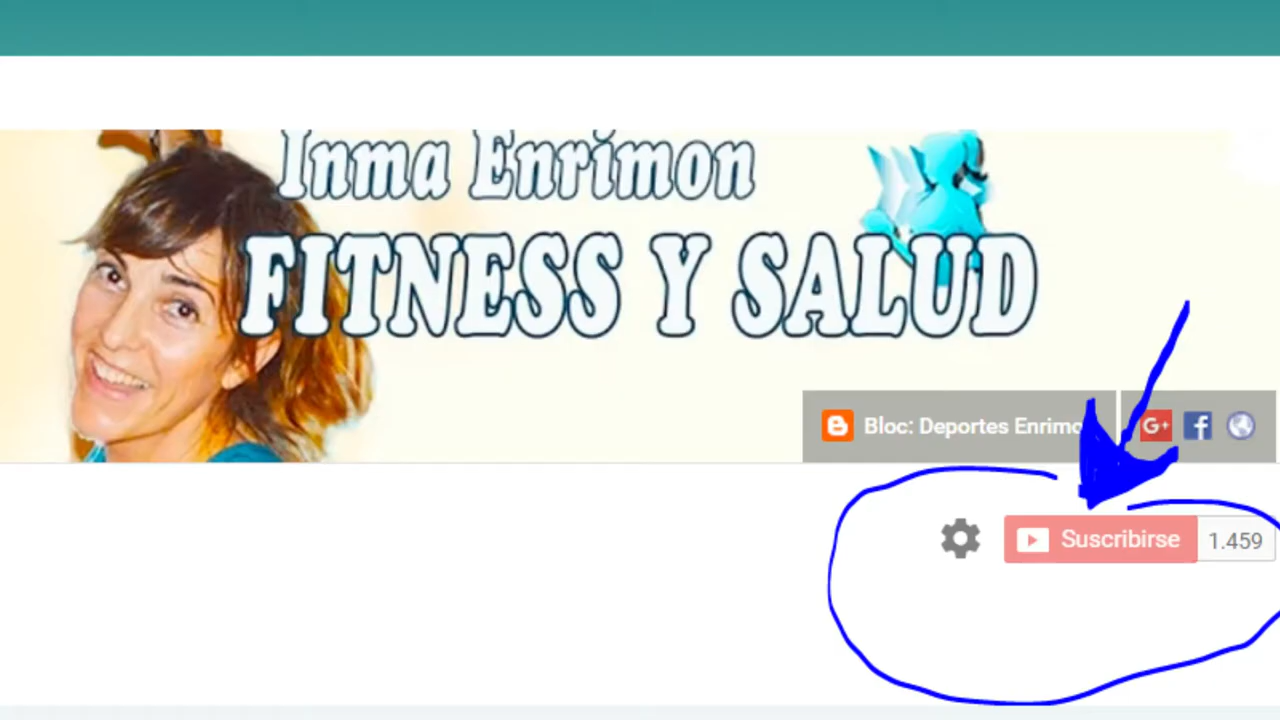 Inma Enrimon
FITNESS Y SALUD
Bloc: Deportes Enrimo
G+ f
Suscribirse 1.459